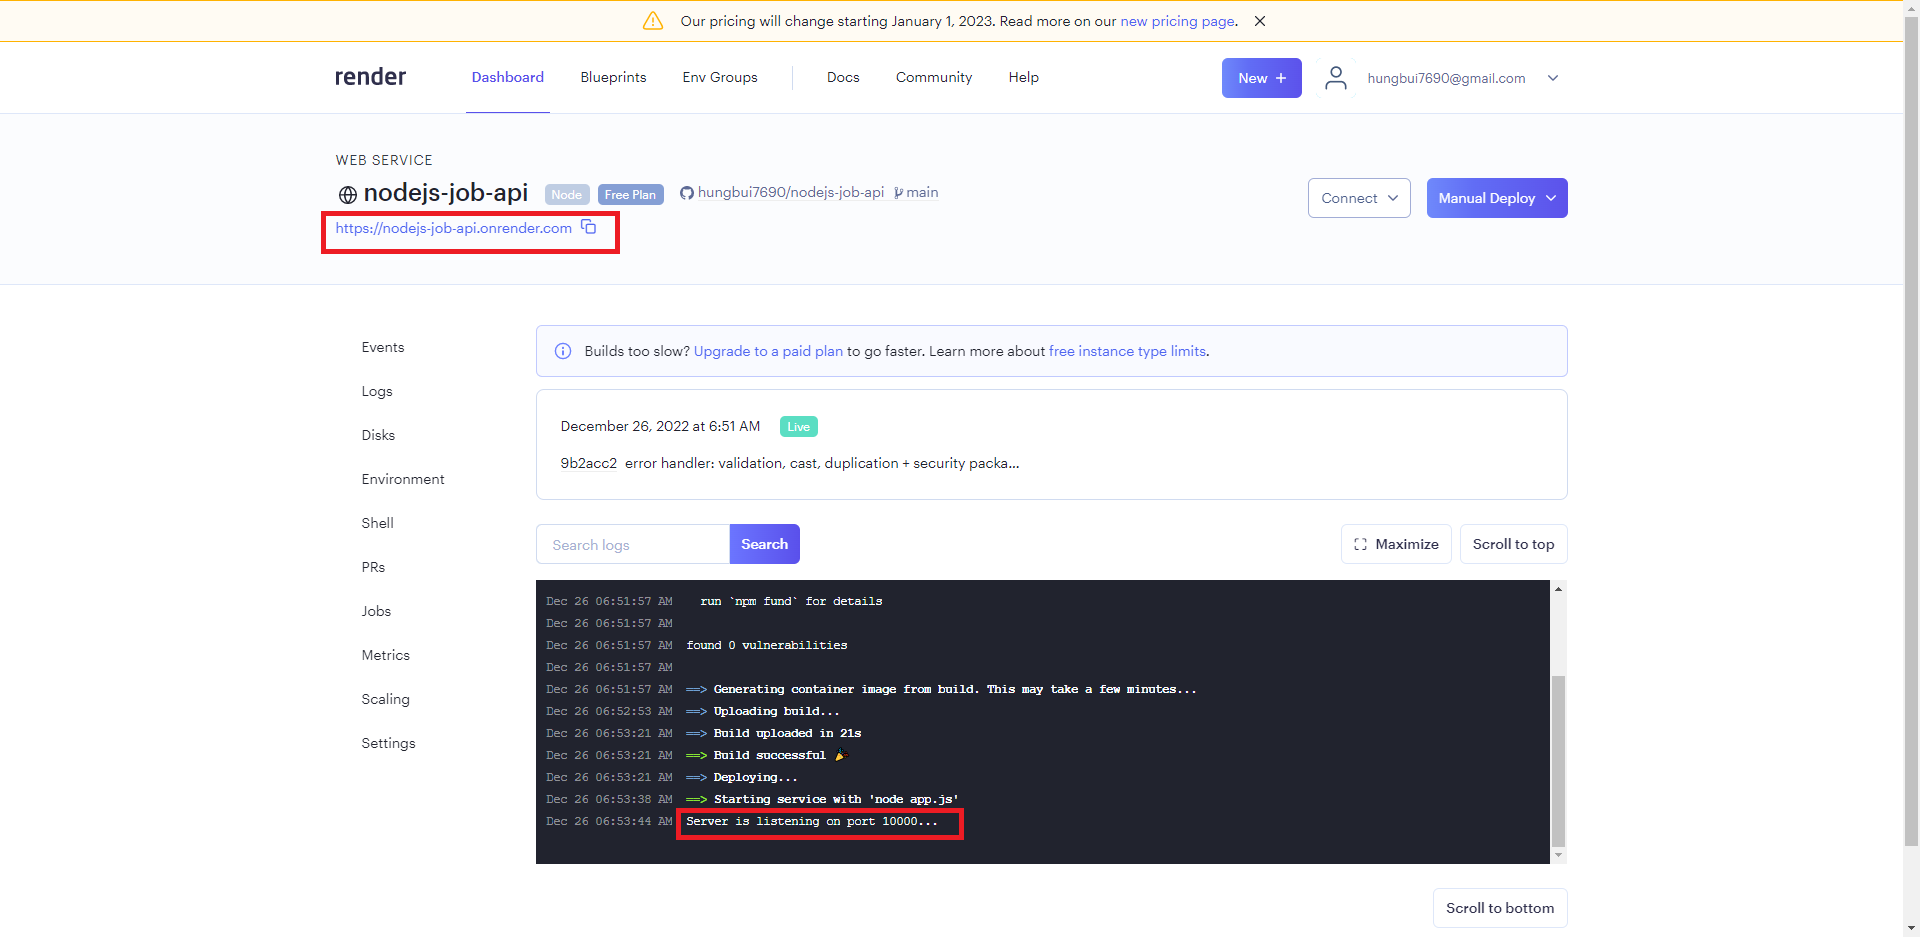 Our pricing will change starting January 1, 2023. Read more on our new pricing page.
render Dashboard Blueprints Env Groups Docs Community Help New + hungbui7690@gmail.com
WEB SERVICE
nodejs-job-api Node Free Plan hungbui7690/nodejs-job-api main
https://nodejs-job-api.onrender.com
Connect Manual Deploy
Events
Logs
Disks
Environment
Shell
PRs
Jobs
Metrics
Scaling
Settings
Builds too slow? Upgrade to a paid plan to go faster. Learn more about free instance type limits.
December 26, 2022 at 6:51 AM Live
9b2acc2 error handler: validation, cast, duplication + security packa...
Search logs Search Maximize Scroll to top
Dec 26 06:51:57 AM run `npm fund` for details
Dec 26 06:51:57 AM
Dec 26 06:51:57 AM found 0 vulnerabilities
Dec 26 06:51:57 AM
Dec 26 06:51:57 AM ==> Generating container image from build. This may take a few minutes...
Dec 26 06:52:53 AM ==> Uploading build...
Dec 26 06:53:21 AM ==> Build uploaded in 21s
Dec 26 06:53:21 AM ==> Build successful 🎉
Dec 26 06:53:21 AM ==> Deploying...
Dec 26 06:53:38 AM ==> Starting service with 'node app.js'
Dec 26 06:53:44 AM Server is listening on port 10000...
Scroll to bottom